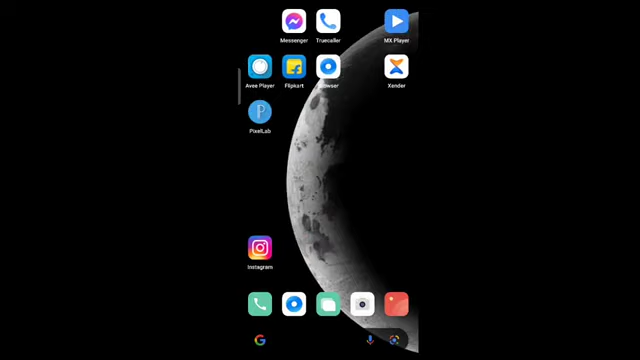 Messenger Truecaller MX Player
Avee Player Flipkart Browser Xender
PixelLab
Instagram